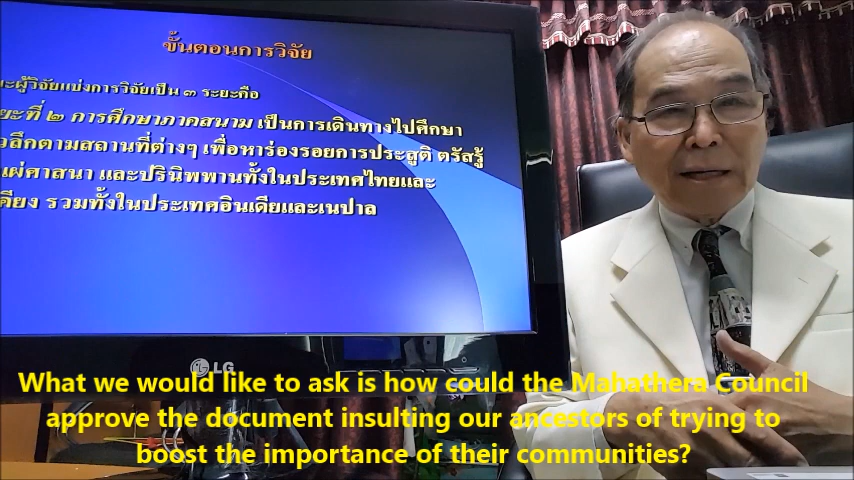 ขั้นตอนการวิจัย
ะผู้วิจัยแบ่งการวิจัยเป็น ๓ ระยะคือ
ยะที่ ๒ การศึกษาภาคสนาม เป็นการเดินทางไปศึกษา
ลึกตามสถานที่ต่างๆ เพื่อหาร่องรอยการประสูติ ตรัสรู้
เผ่ศาสนา และปรินิพพานทั้งในประเทศไทยและ
คียง รวมทั้งในประเทศอินเดียและเนปาล
LG
What we would like to ask is how could the Mahathera Council
approve the document insulting our ancestors of trying to
boost the importance of their communities?